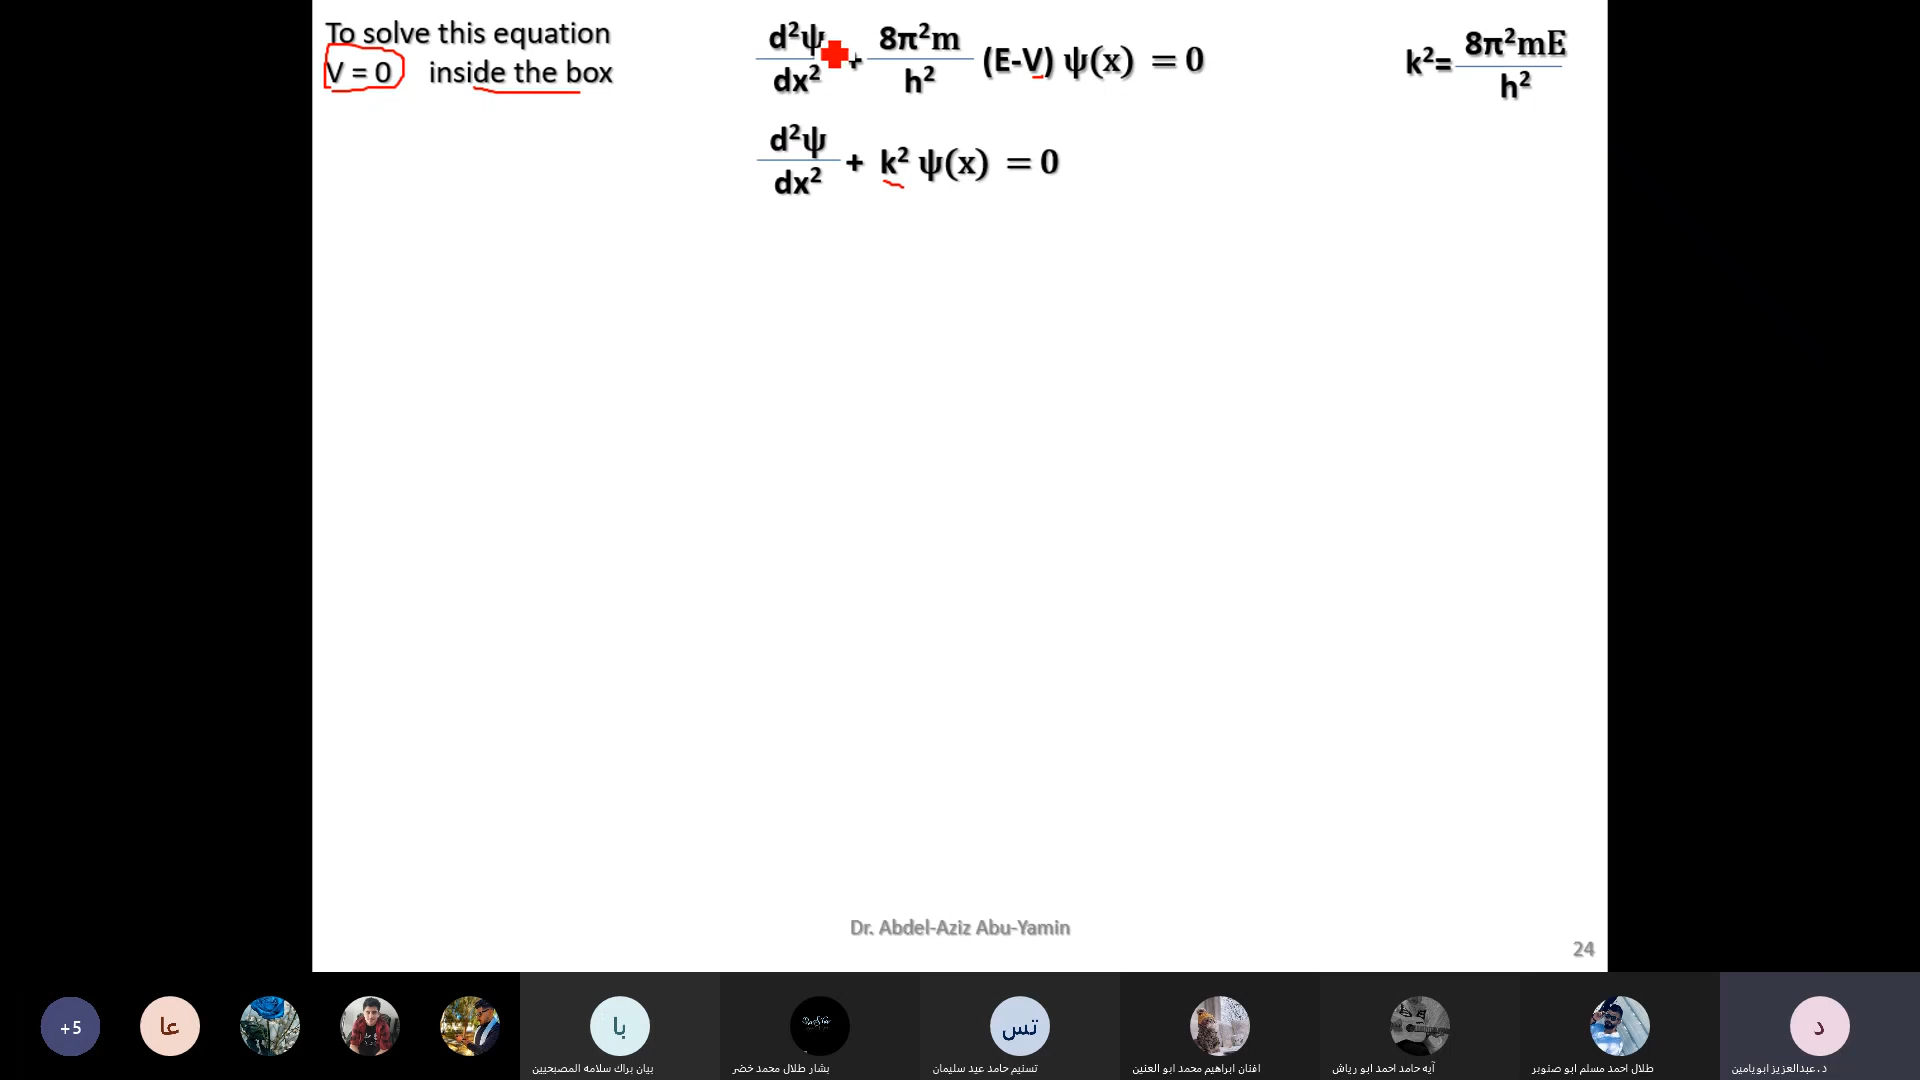 To solve this equation
V = 0 inside the box
d²ψ/dx² + 8π²m/h² (E-V) ψ(x) = 0
k²= 8π²mE/h²
d²ψ/dx² + k² ψ(x) = 0
Dr. Abdel-Aziz Abu-Yamin
24
+5
عا
با
تس
د
بيان براك سلامه المصبحيين
بشار طلال محمد خضر
تسنيم حامد عيد سليمان
افنان ابراهيم محمد ابو العنين
آيه حامد احمد ابو رياش
طلال احمد مسلم ابو صنوبر
د.عبدالعزيز ابويامين